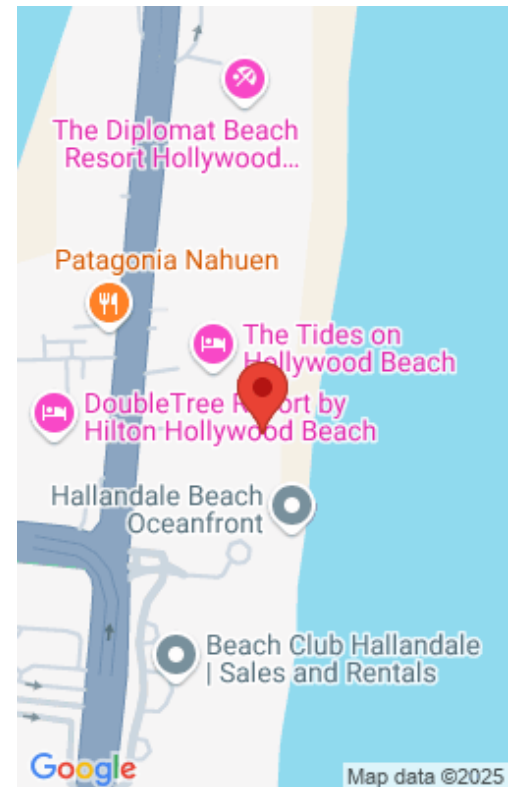 The Diplomat Beach
Resort Hollywood...
Patagonia Nahuen
The Tides on
Hollywood Beach
DoubleTree Resort by
Hilton Hollywood Beach
Hallandale Beach
Oceanfront
Beach Club Hallandale
| Sales and Rentals
Google
Map data ©2025